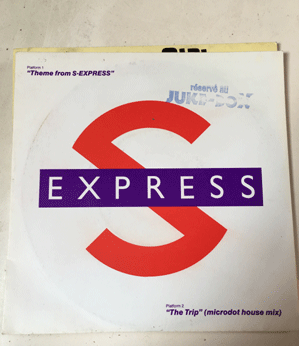 Platform 1
"Theme from S-EXPRESS"
réservé au
JUKE-BOX
S
EXPRESS
Platform 2
"The Trip" (microdot house mix)